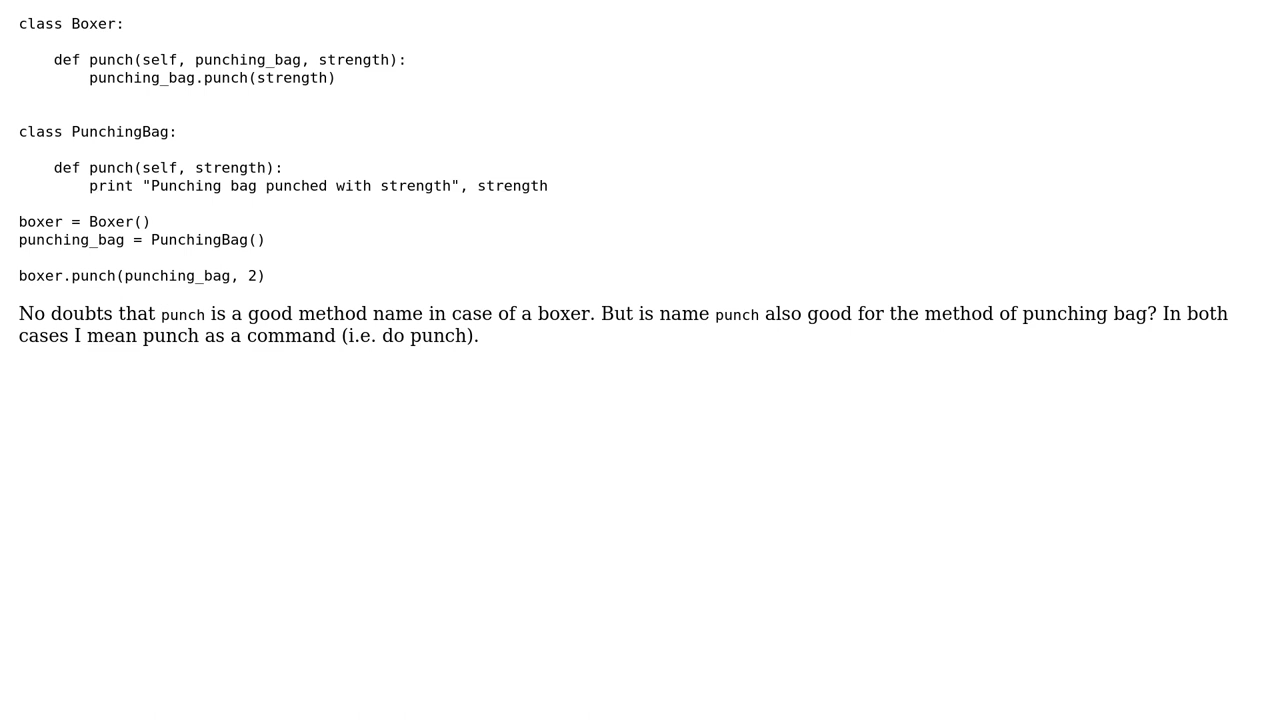 class Boxer:
    def punch(self, punching_bag, strength):
        punching_bag.punch(strength)
class PunchingBag:
    def punch(self, strength):
        print "Punching bag punched with strength", strength
boxer = Boxer()
punching_bag = PunchingBag()
boxer.punch(punching_bag, 2)
No doubts that punch is a good method name in case of a boxer. But is name punch also good for the method of punching bag? In both
cases I mean punch as a command (i.e. do punch).